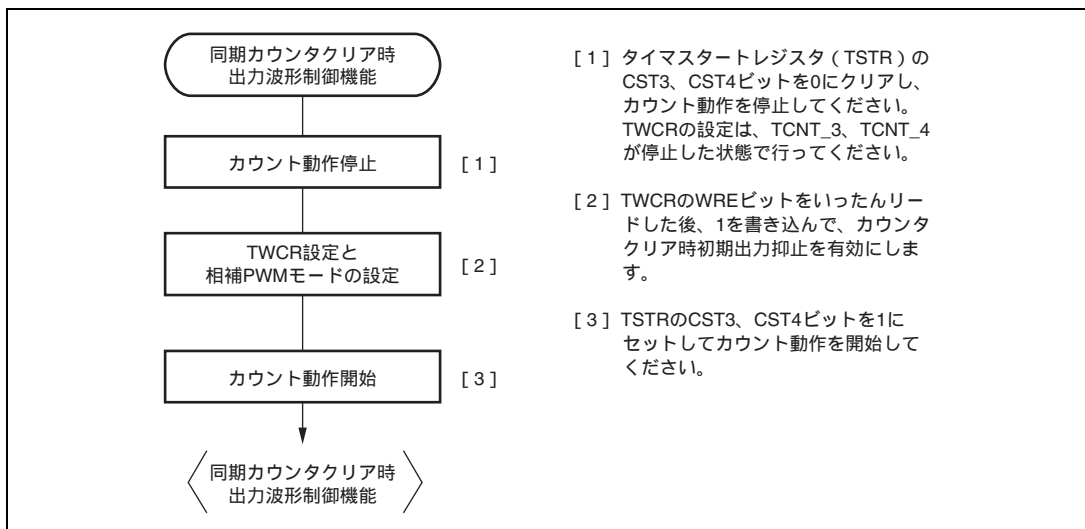 同期カウンタクリア時
出力波形制御機能
カウント動作停止
[1]
TWCR設定と
相補PWMモードの設定
[2]
カウント動作開始
[3]
同期カウンタクリア時
出力波形制御機能
[1] タイマスタートレジスタ(TSTR)の
CST3、CST4ビットを0にクリアし、
カウント動作を停止してください。
TWCRの設定は、TCNT_3、TCNT_4
が停止した状態で行ってください。
[2] TWCRのWREビットをいったんリー
ドした後、1を書き込んで、カウンタ
クリア時初期出力抑止を有効にしま
す。
[3] TSTRのCST3、CST4ビットを1に
セットしてカウント動作を開始して
ください。